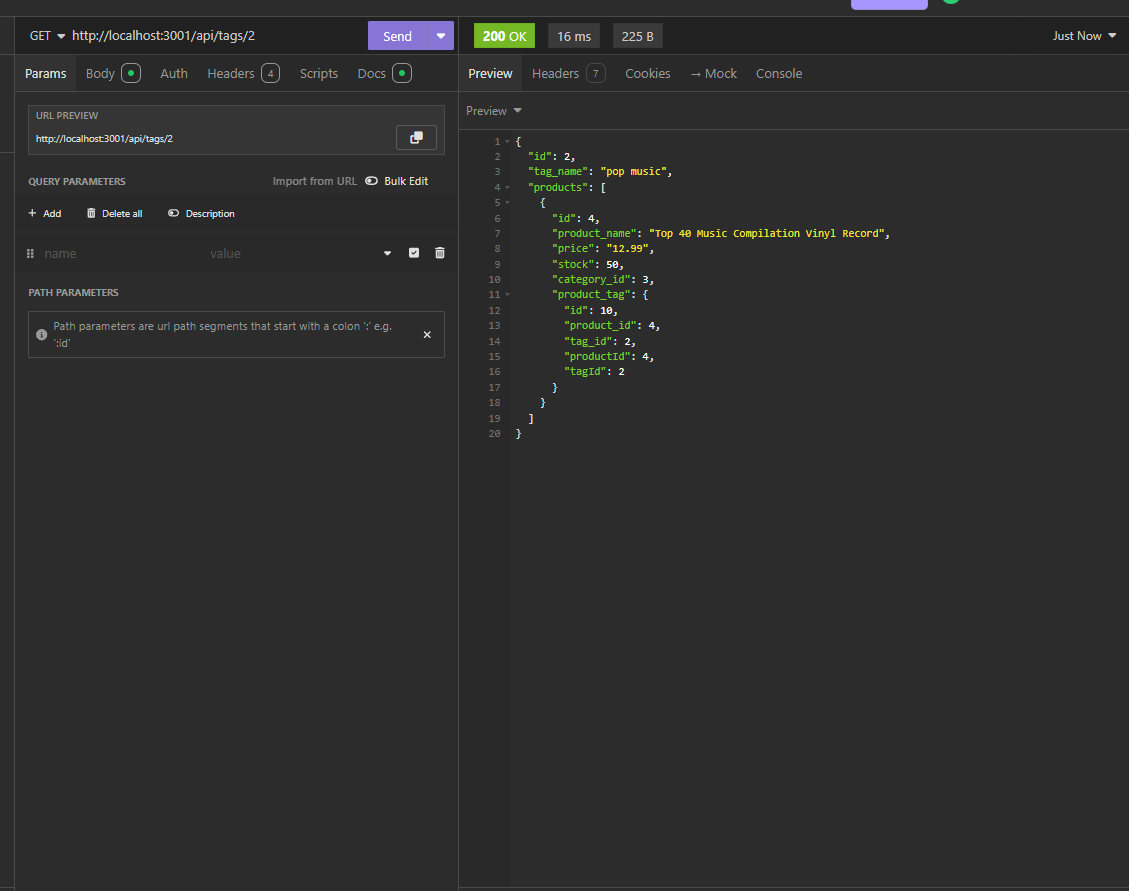 GET http://localhost:3001/api/tags/2 Send
Params Body Auth Headers 4 Scripts Docs
URL PREVIEW
http://localhost:3001/api/tags/2
QUERY PARAMETERS Import from URL Bulk Edit
+ Add Delete all Description
name value
PATH PARAMETERS
Path parameters are url path segments that start with a colon ':' e.g.
':id'
200 OK 16 ms 225 B Just Now
Preview Headers 7 Cookies → Mock Console
Preview
1 {
2 "id": 2,
3 "tag_name": "pop music",
4 "products": [
5 {
6 "id": 4,
7 "product_name": "Top 40 Music Compilation Vinyl Record",
8 "price": "12.99",
9 "stock": 50,
10 "category_id": 3,
11 "product_tag": {
12 "id": 10,
13 "product_id": 4,
14 "tag_id": 2,
15 "productId": 4,
16 "tagId": 2
17 }
18 }
19 ]
20 }